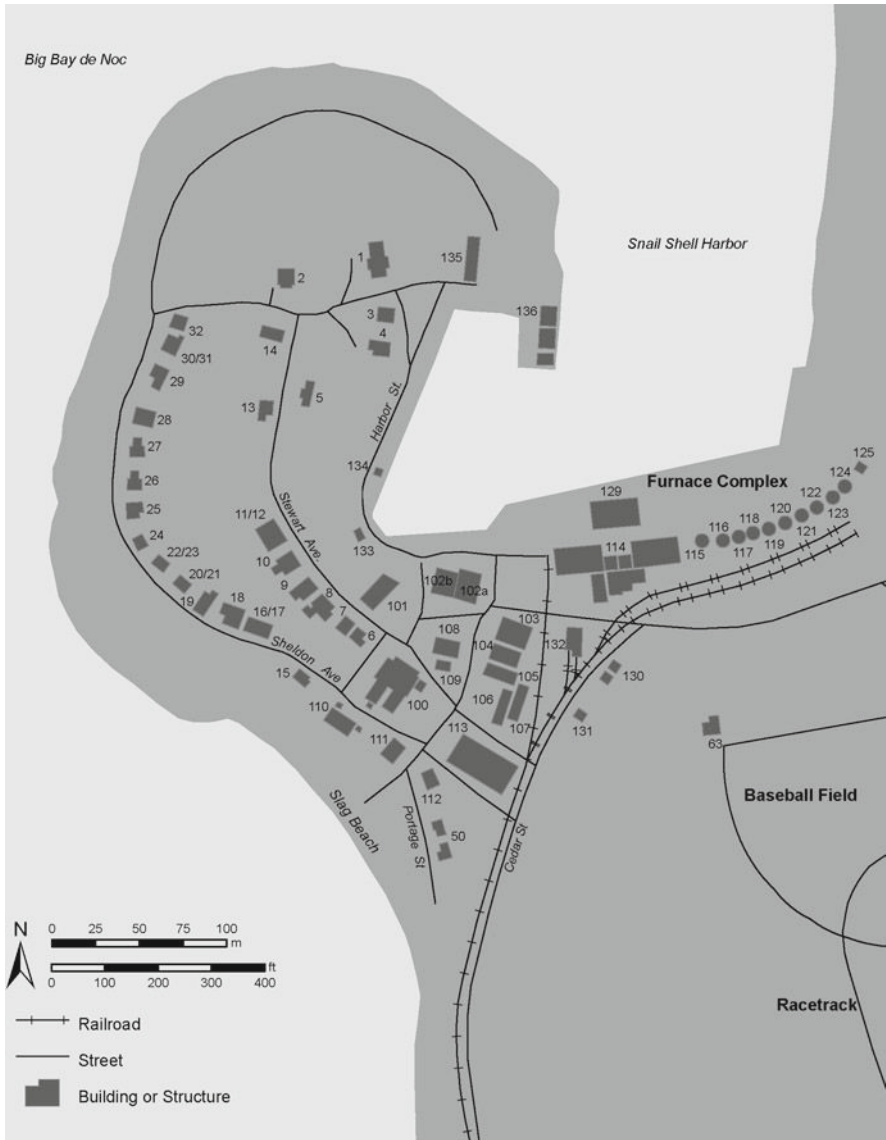 Big Bay de Noc
Snail Shell Harbor
1
135
2
136
3
32
4
14
30/31
29
5
13
28
Harbor St.
27
134
125
26
Furnace Complex
124
25
129
122
Stewart Ave.
11/12
120
118
123
24
133
116
121
10
114
115
119
22/23
117
102b
102a
9
20/21
8
101
19
18
7
103
16/17
6
108
104
132
Sheldon Ave
109
105
130
15
100
106
110
107
131
111
113
63
Slag Beach
112
Baseball Field
Portage St
50
Cedar St
N
0 25 50 75 100
m
ft
0 100 200 300 400
Racetrack
Railroad
Street
Building or Structure